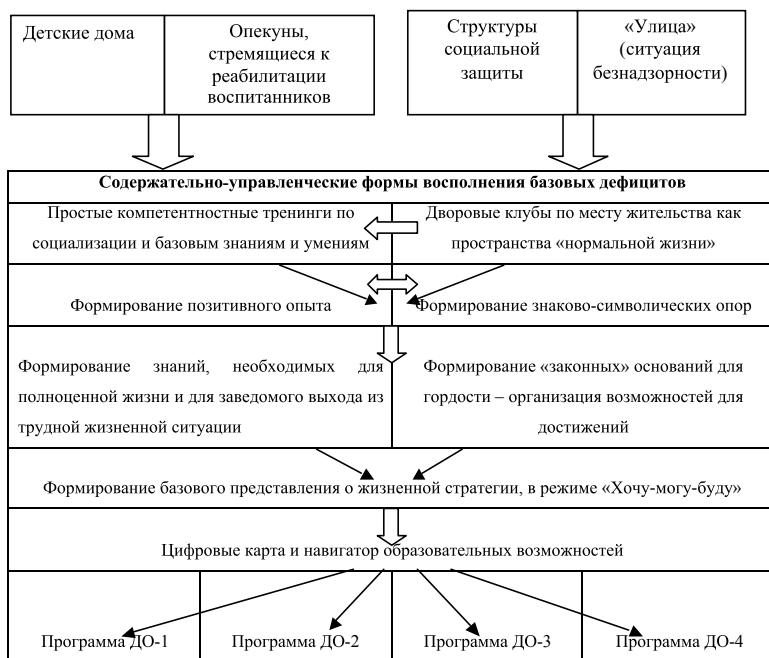 Детские дома
Опекуны,
стремящиеся к
реабилитации
воспитанников
Структуры
социальной
защиты
«Улица»
(ситуация
безнадзорности)
Содержательно-управленческие формы восполнения базовых дефицитов
Простые компетентностные тренинги по
социализации и базовым знаниям и умениям
Дворовые клубы по месту жительства как
пространства «нормальной жизни»
Формирование позитивного опыта
Формирование знаково-символических опор
Формирование знаний, необходимых для
полноценной жизни и для заведомого выхода из
трудной жизненной ситуации
Формирование «законных» оснований для
гордости – организация возможностей для
достижений
Формирование базового представления о жизненной стратегии, в режиме «Хочу-могу-буду»
Цифровые карта и навигатор образовательных возможностей
Программа ДО-1
Программа ДО-2
Программа ДО-3
Программа ДО-4